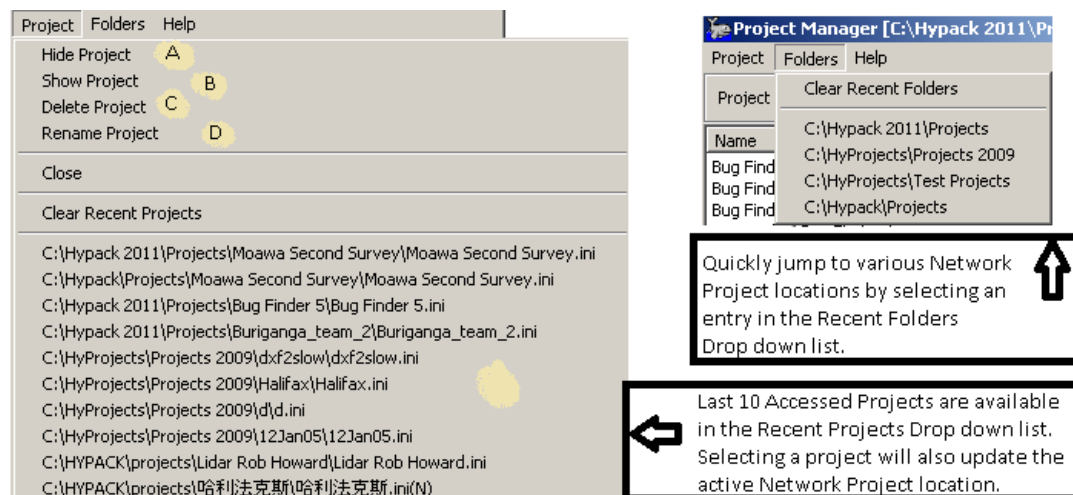 Project Folders Help
Hide Project A
Show Project B
Delete Project C
Rename Project D
Close
Clear Recent Projects
C:\Hypack 2011\Projects\Moawa Second Survey\Moawa Second Survey.ini
C:\Hypack\Projects\Moawa Second Survey\Moawa Second Survey.ini
C:\Hypack 2011\Projects\Bug Finder 5\Bug Finder 5.ini
C:\Hypack 2011\Projects\Buriganga_team_2\Buriganga_team_2.ini
C:\HyProjects\Projects 2009\dxf2slow\dxf2slow.ini
C:\HyProjects\Projects 2009\Halifax\Halifax.ini
C:\HyProjects\Projects 2009\d\d.ini
C:\HyProjects\Projects 2009\12Jan05\12Jan05.ini
C:\HYPACK\projects\Lidar Rob Howard\Lidar Rob Howard.ini
C:\HYPACK\projects\哈利法克斯\哈利法克斯.ini(N)
Project Manager [C:\Hypack 2011\Pr
Project Folders Help
Project
Clear Recent Folders
Name
C:\Hypack 2011\Projects
Bug Find
C:\HyProjects\Projects 2009
Bug Find
C:\HyProjects\Test Projects
Bug Find
C:\Hypack\Projects
Quickly jump to various Network
Project locations by selecting an
entry in the Recent Folders
Drop down list.
Last 10 Accessed Projects are available
in the Recent Projects Drop down list.
Selecting a project will also update the
active Network Project location.